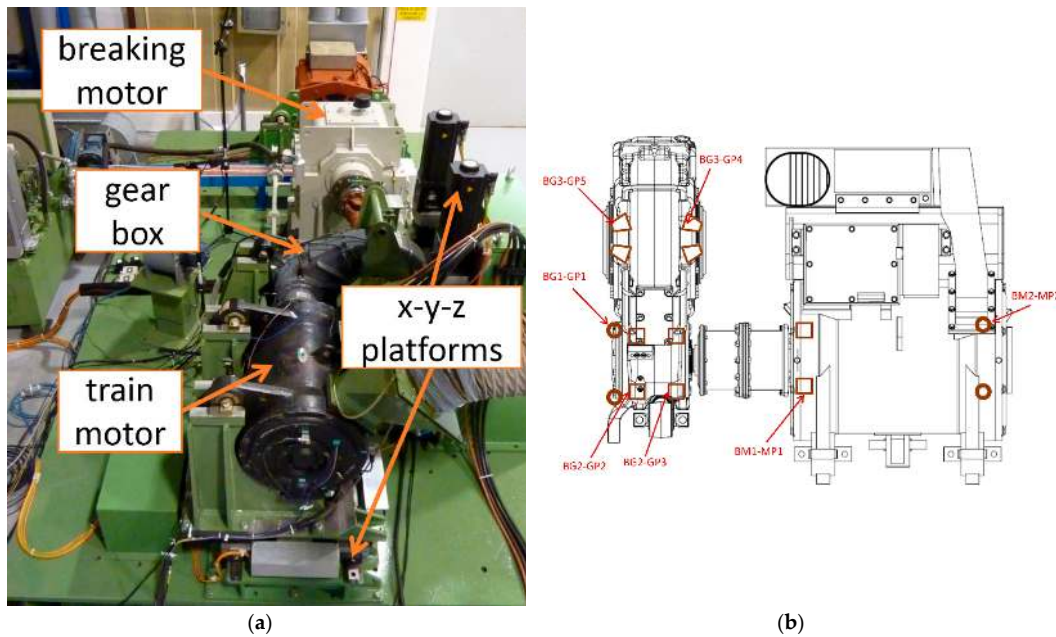 breaking
motor
gear
box
x-y-z
platforms
train
motor
(a)
BG3-GP5
BG3-GP4
BG1-GP1
BM2-MP2
BG2-GP2
BG2-GP3
BM1-MP1
(b)